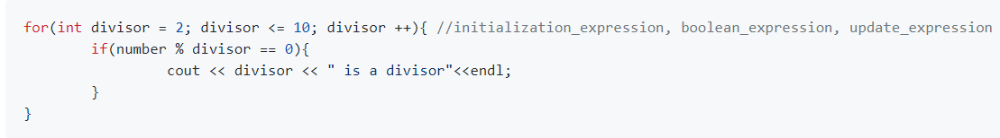 for(int divisor = 2; divisor <= 10; divisor ++){ //initialization_expression, boolean_expression, update_expression
        if(number % divisor == 0){
                cout << divisor << " is a divisor"<<endl;
        }
}